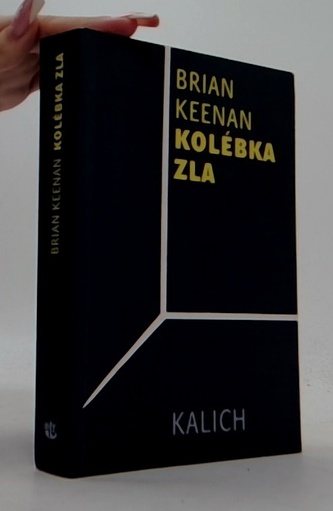 BRIAN
KEENAN
KOLÉBKA
ZLA
KALICH
BRIAN KEENAN KOLÉBKA ZLA